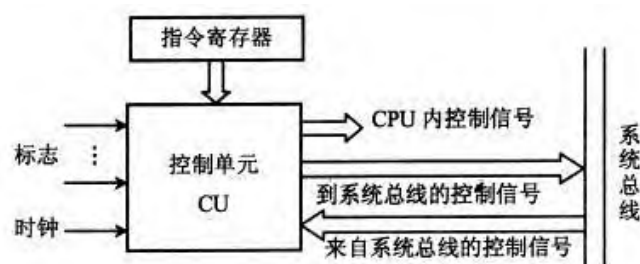 指令寄存器
CPU 内控制信号
标志
⋮
控制单元
CU
到系统总线的控制信号
时钟
来自系统总线的控制信号
系统总线